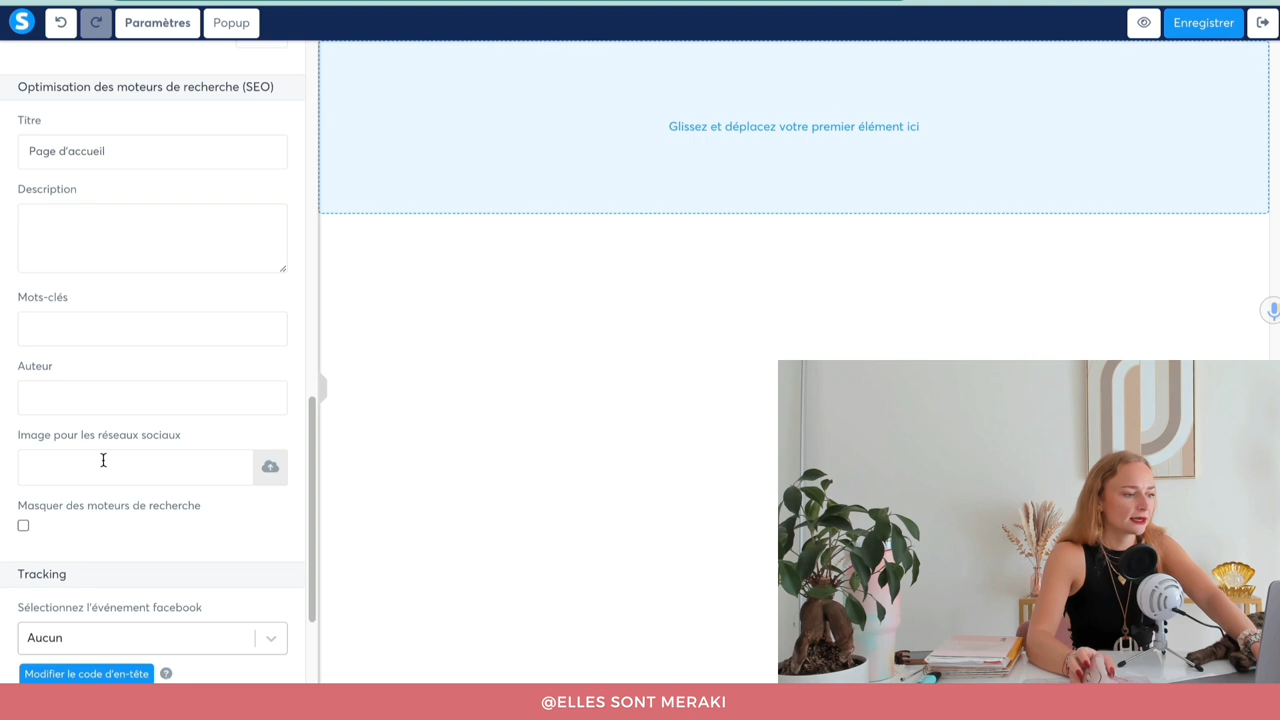 S
Paramètres
Popup
Enregistrer
Optimisation des moteurs de recherche (SEO)
Titre
Page d'accueil
Description
Mots-clés
Auteur
Image pour les réseaux sociaux
Masquer des moteurs de recherche
Tracking
Sélectionnez l'événement facebook
Aucun
Modifier le code d'en-tête ?
Glissez et déplacez votre premier élément ici
@ELLES SONT MERAKI